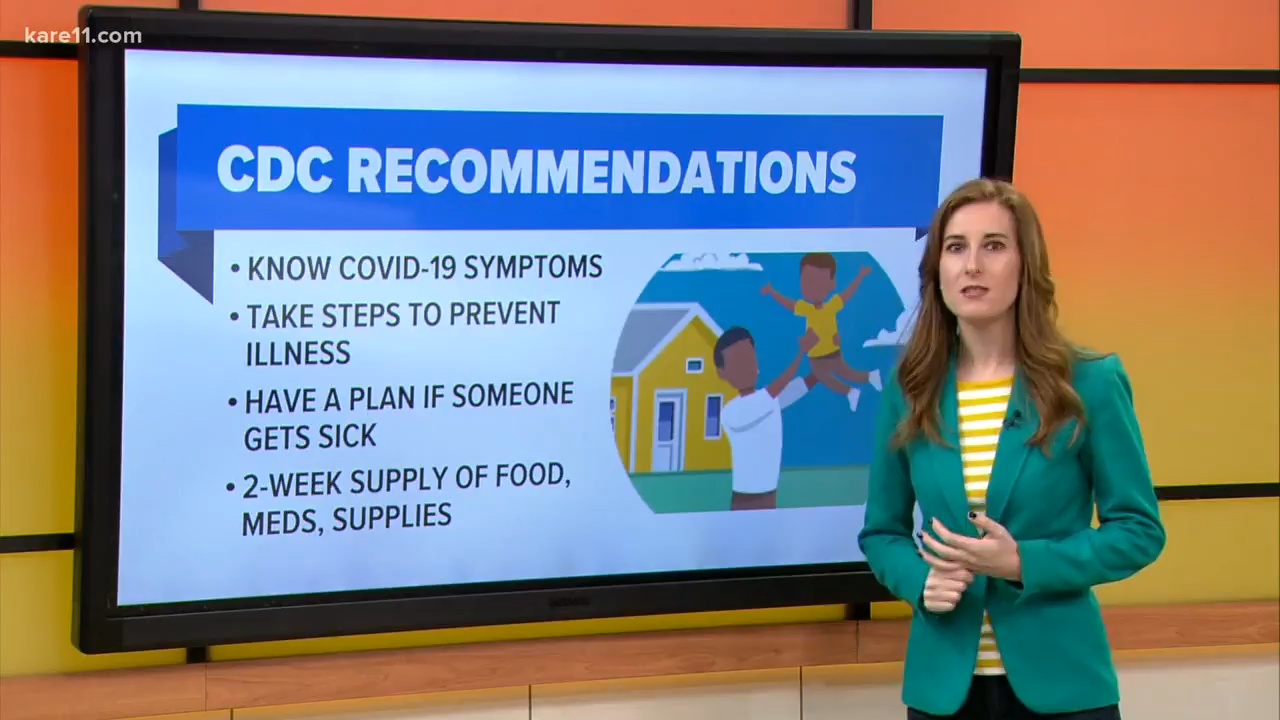 kare11.com
CDC RECOMMENDATIONS
• KNOW COVID-19 SYMPTOMS
• TAKE STEPS TO PREVENT
ILLNESS
• HAVE A PLAN IF SOMEONE
GETS SICK
• 2-WEEK SUPPLY OF FOOD,
MEDS, SUPPLIES